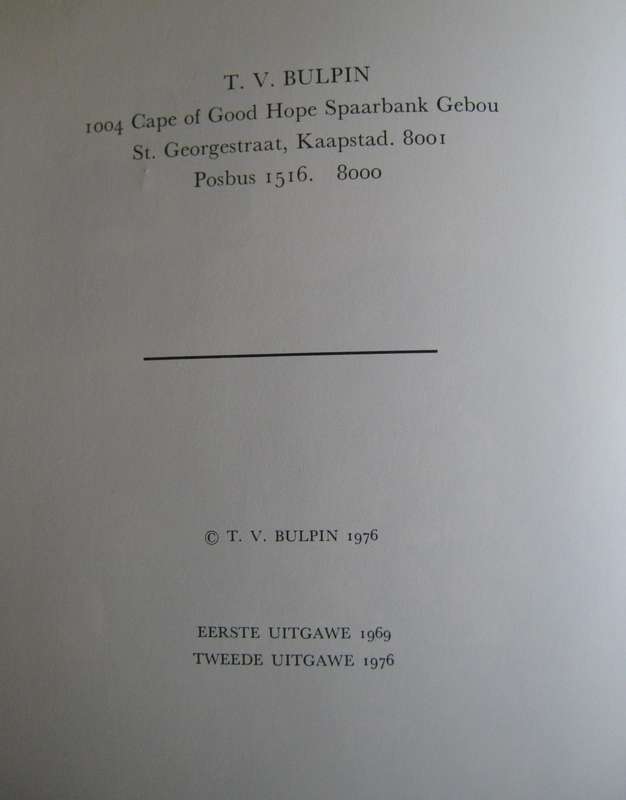 T. V. BULPIN
1004 Cape of Good Hope Spaarbank Gebou
St. Georgestraat, Kaapstad. 8001
Posbus 1516. 8000
© T. V. BULPIN 1976
EERSTE UITGAWE 1969
TWEEDE UITGAWE 1976